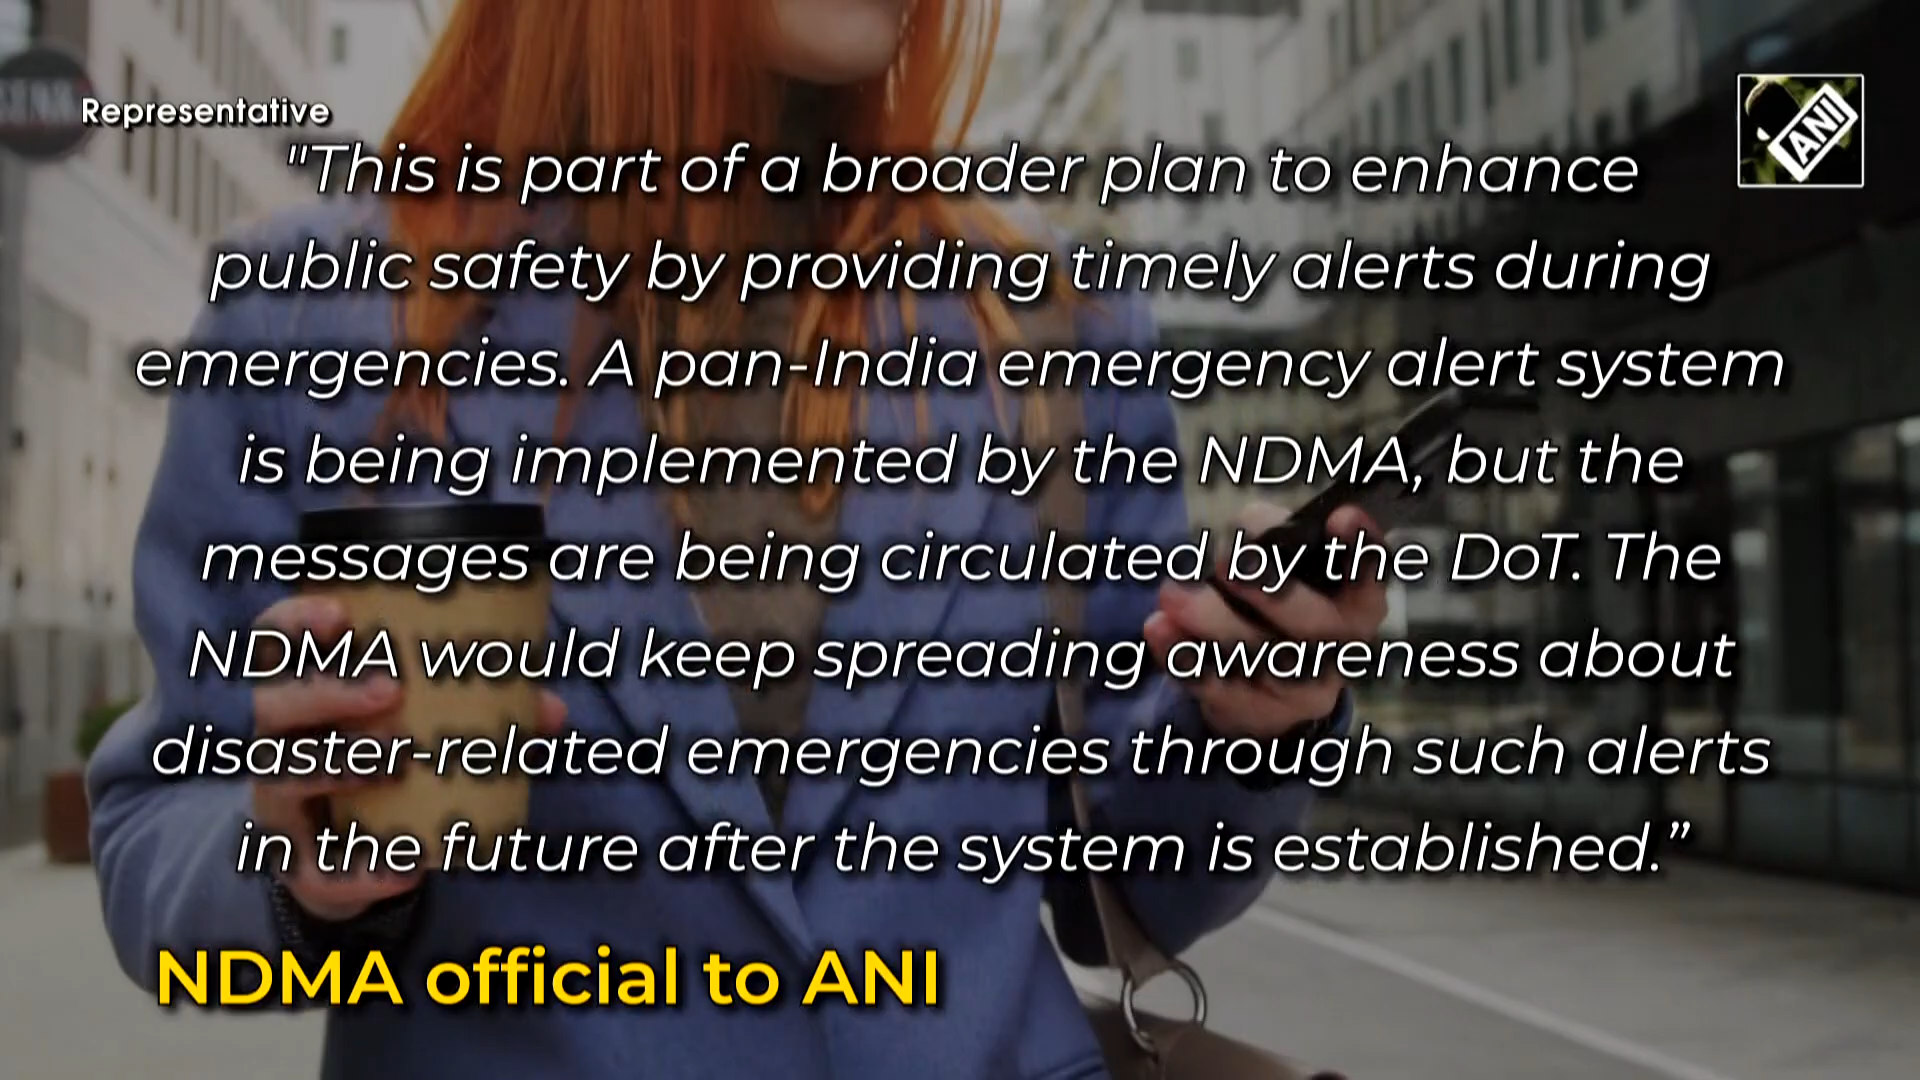 Representative
ANI
"This is part of a broader plan to enhance
public safety by providing timely alerts during
emergencies. A pan-India emergency alert system
is being implemented by the NDMA, but the
messages are being circulated by the DoT. The
NDMA would keep spreading awareness about
disaster-related emergencies through such alerts
in the future after the system is established.”
NDMA official to ANI